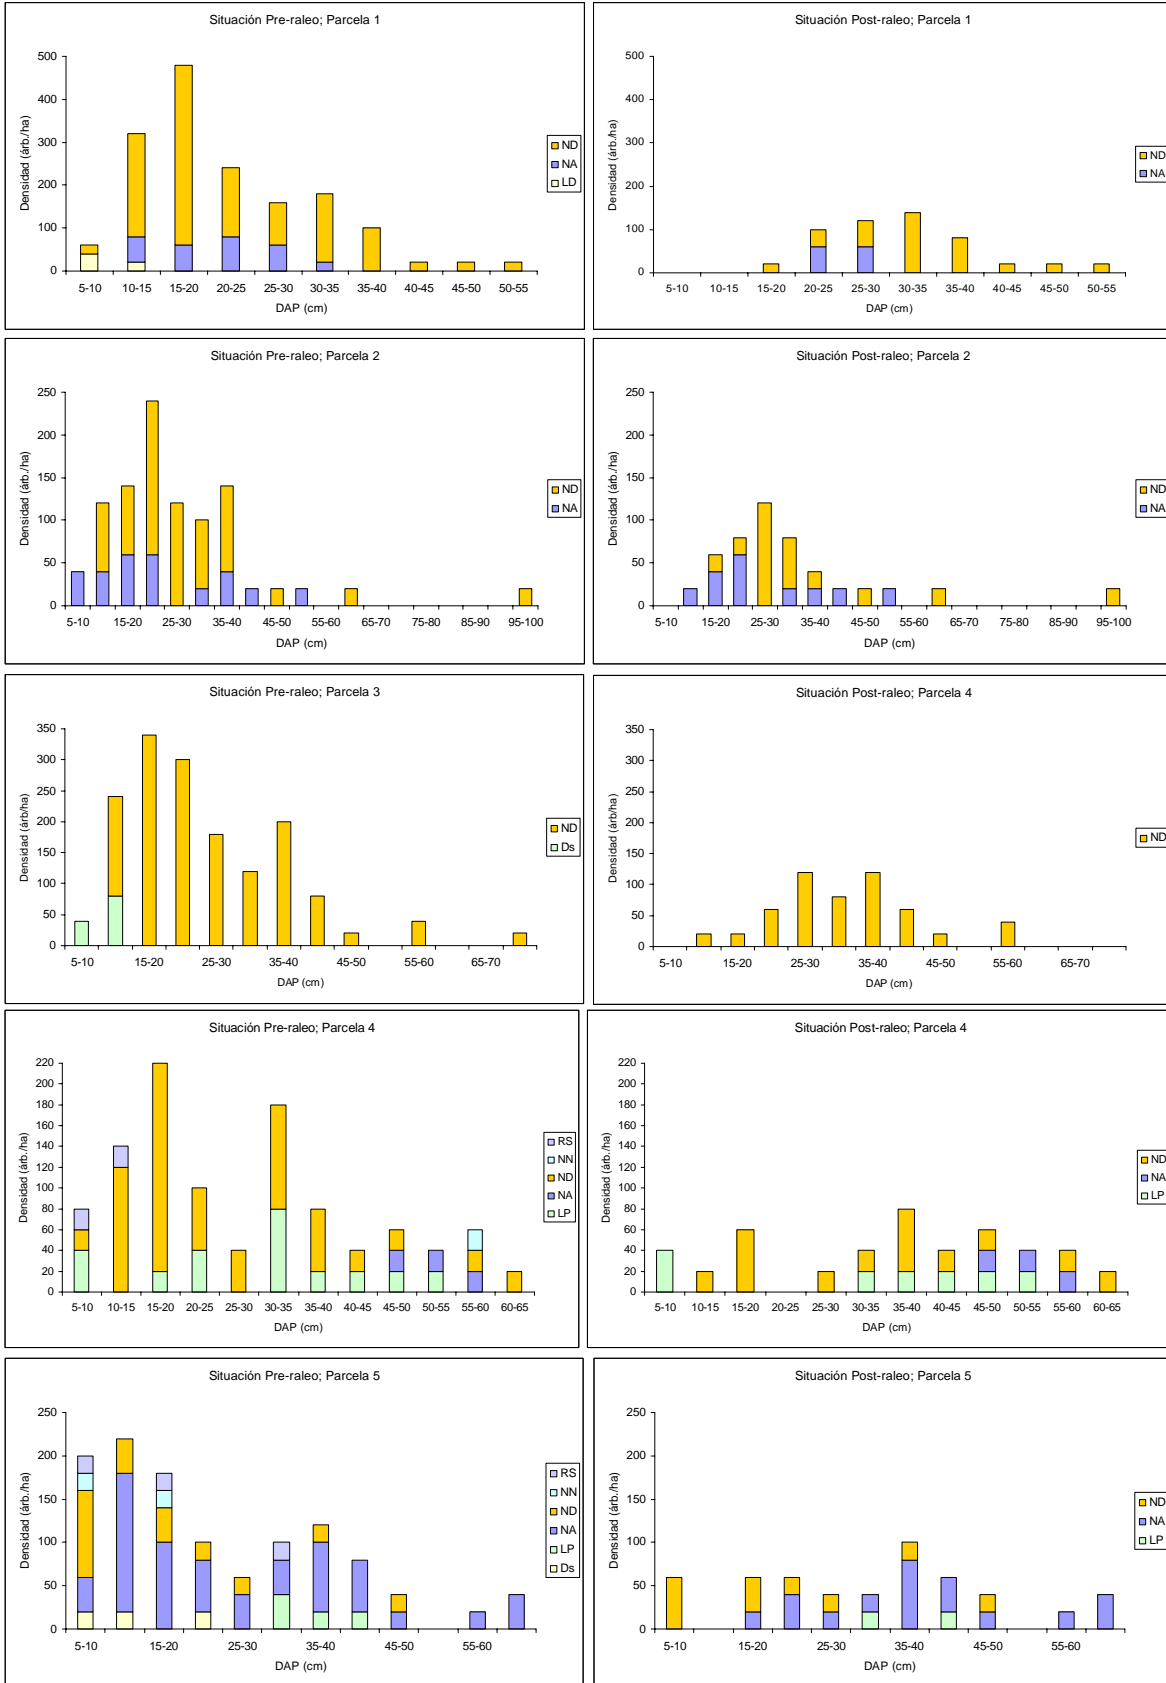 Situación Pre-raleo; Parcela 1
Densidad (árb./ha)
500
400
300
200
100
0
5-10 10-15 15-20 20-25 25-30 30-35 35-40 40-45 45-50 50-55
DAP (cm)
ND
NA
LD
Situación Post-raleo; Parcela 1
Densidad (árb./ha)
500
400
300
200
100
0
5-10 10-15 15-20 20-25 25-30 30-35 35-40 40-45 45-50 50-55
DAP (cm)
ND
NA
Situación Pre-raleo; Parcela 2
Densidad (árb./ha)
250
200
150
100
50
0
5-10 15-20 25-30 35-40 45-50 55-60 65-70 75-80 85-90 95-100
DAP (cm)
ND
NA
Situación Post-raleo; Parcela 2
Densidad (árb./ha)
250
200
150
100
50
0
5-10 15-20 25-30 35-40 45-50 55-60 65-70 75-80 85-90 95-100
DAP (cm)
ND
NA
Situación Pre-raleo; Parcela 3
Densidad (árb/ha)
350
300
250
200
150
100
50
0
5-10 15-20 25-30 35-40 45-50 55-60 65-70
DAP (cm)
ND
Ds
Situación Post-raleo; Parcela 4
Densidad (árb/ha)
350
300
250
200
150
100
50
0
5-10 15-20 25-30 35-40 45-50 55-60 65-70
DAP (cm)
ND
Situación Pre-raleo; Parcela 4
Densidad (árb./ha)
220
200
180
160
140
120
100
80
60
40
20
0
5-10 10-15 15-20 20-25 25-30 30-35 35-40 40-45 45-50 50-55 55-60 60-65
DAP (cm)
RS
NN
ND
NA
LP
Situación Post-raleo; Parcela 4
Densidad (árb./ha)
220
200
180
160
140
120
100
80
60
40
20
0
5-10 10-15 15-20 20-25 25-30 30-35 35-40 40-45 45-50 50-55 55-60 60-65
DAP (cm)
ND
NA
LP
Situación Pre-raleo; Parcela 5
Densidad (árb./ha)
250
200
150
100
50
0
5-10 15-20 25-30 35-40 45-50 55-60
DAP (cm)
RS
NN
ND
NA
LP
Ds
Situación Post-raleo; Parcela 5
Densidad (árb./ha)
250
200
150
100
50
0
5-10 15-20 25-30 35-40 45-50 55-60
DAP (cm)
ND
NA
LP